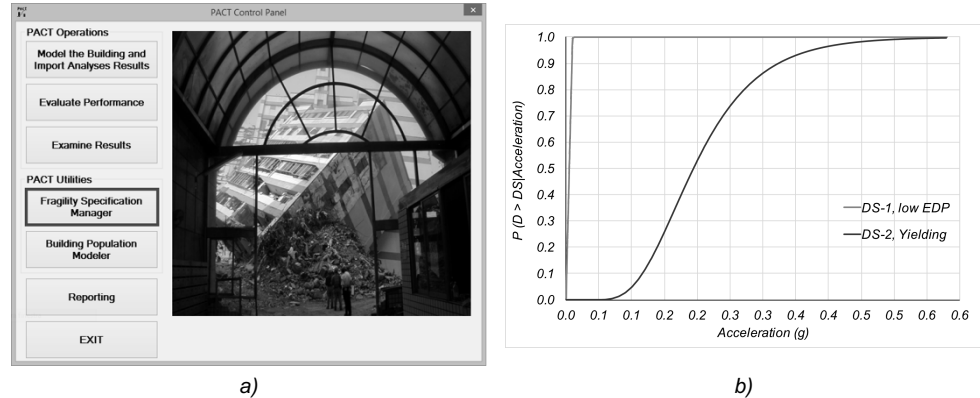 PACT
PACT Control Panel
PACT Operations
Model the Building and
Import Analyses Results
Evaluate Performance
Examine Results
PACT Utilities
Fragility Specification
Manager
Building Population
Modeler
Reporting
EXIT
a)
P (D > DS|Acceleration)
1.0
0.9
0.8
0.7
0.6
0.5
0.4
0.3
0.2
0.1
0.0
DS-1, low EDP
DS-2, Yielding
0.0 0.1 0.1 0.2 0.2 0.3 0.3 0.4 0.4 0.5 0.5 0.6 0.6
Acceleration (g)
b)